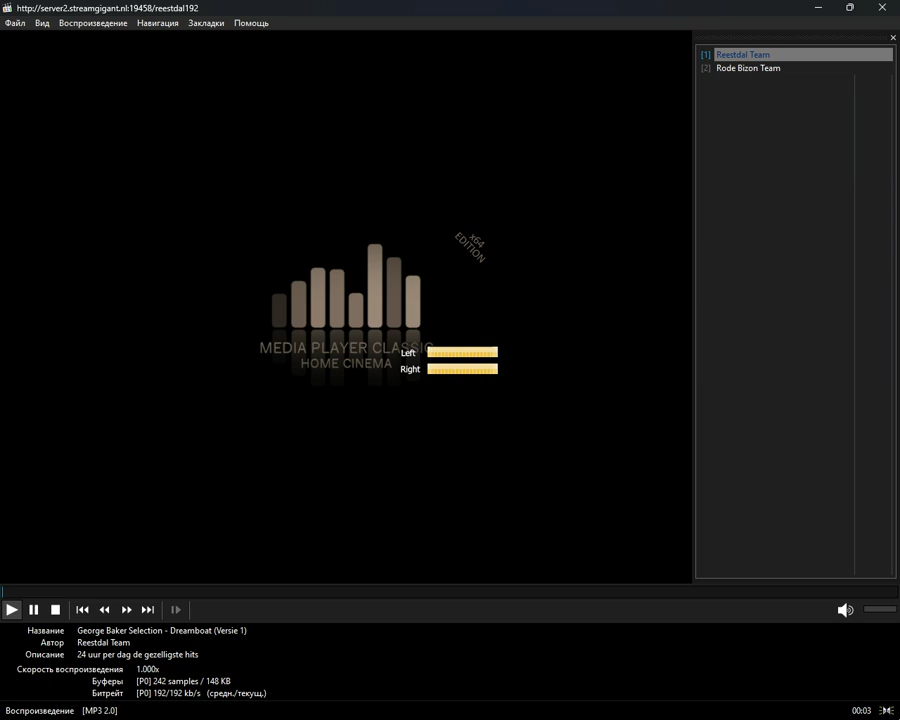 http://server2.streamgigant.nl:19458/reestdal192
Файл Вид Воспроизведение Навигация Закладки Помощь
[1] Reestdal Team
[2] Rode Bizon Team
x64
EDITION
MEDIA PLAYER CLASSIC
HOME CINEMA
Left
Right
Название George Baker Selection - Dreamboat (Versie 1)
Автор Reestdal Team
Описание 24 uur per dag de gezelligste hits
Скорость воспроизведения 1.000x
Буферы [P0] 242 samples / 148 KB
Битрейт [P0] 192/192 kb/s (средн./текущ.)
Воспроизведение [MP3 2.0] 00:03